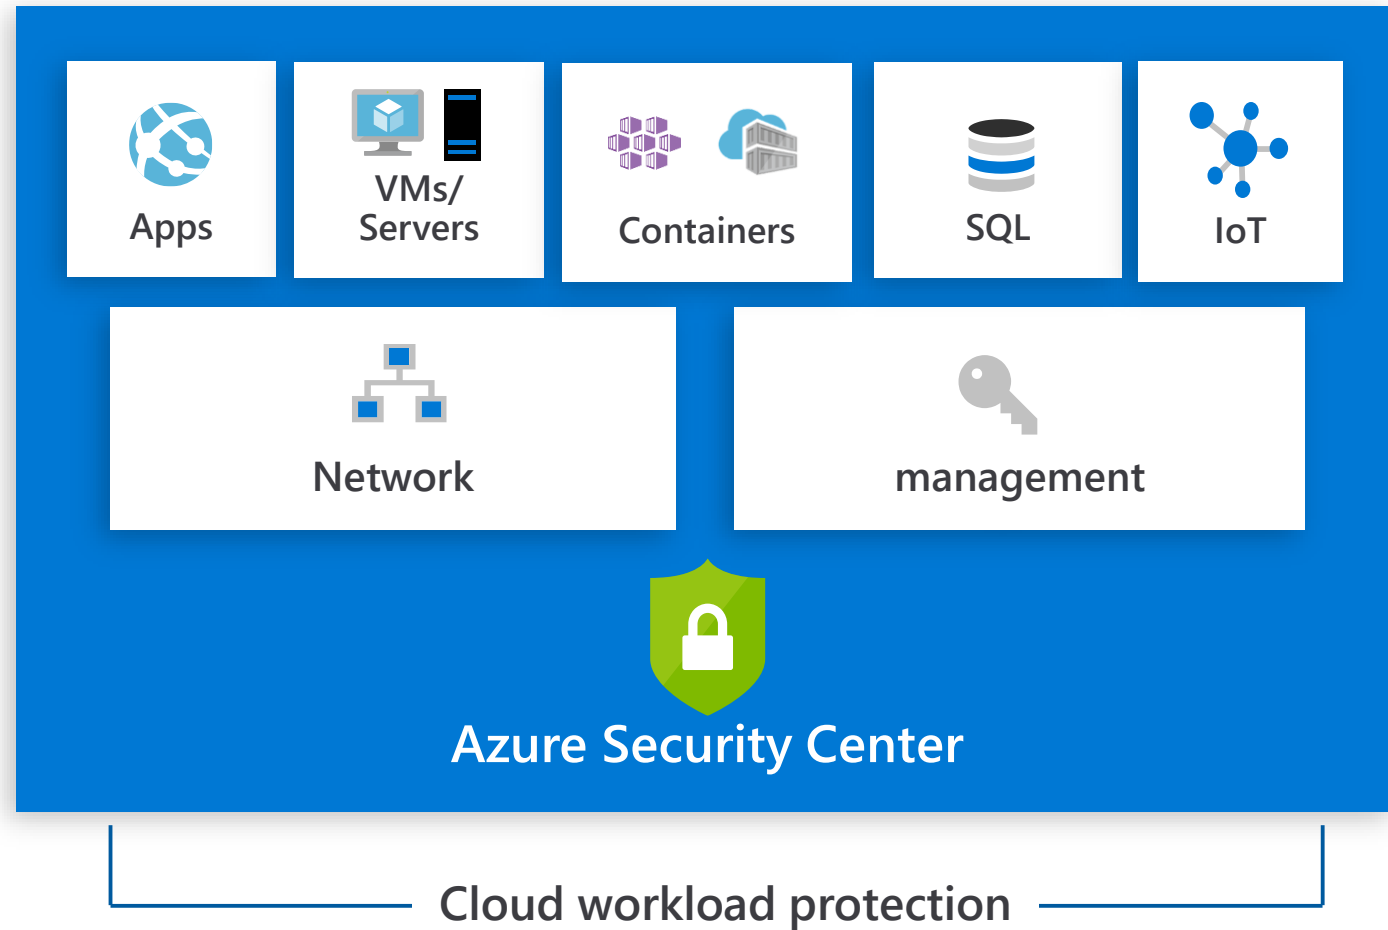 Apps
VMs/
Servers
Containers
SQL
IoT
Network
management
Azure Security Center
Cloud workload protection